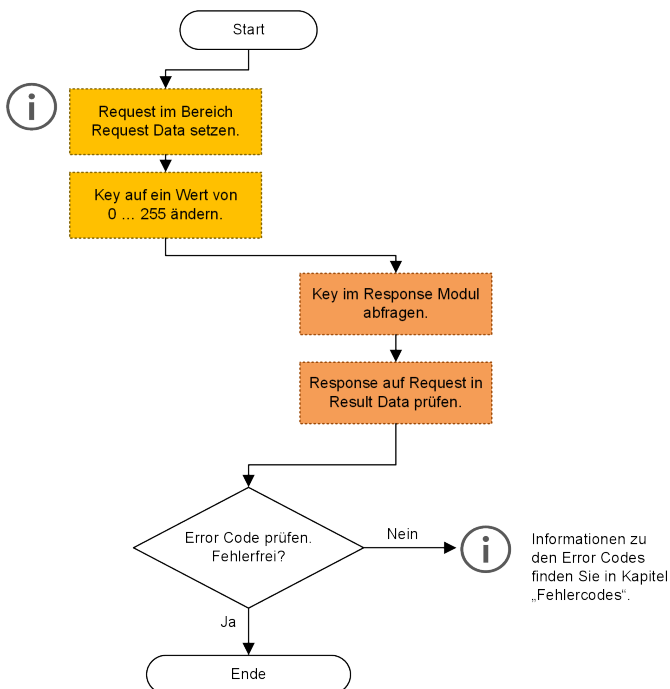 Start
Request im Bereich
Request Data setzen.
Key auf ein Wert von
0 ... 255 ändern.
Key im Response Modul
abfragen.
Response auf Request in
Result Data prüfen.
Error Code prüfen.
Fehlerfrei?
Nein
Informationen zu
den Error Codes
finden Sie in Kapitel
„Fehlercodes“.
Ja
Ende